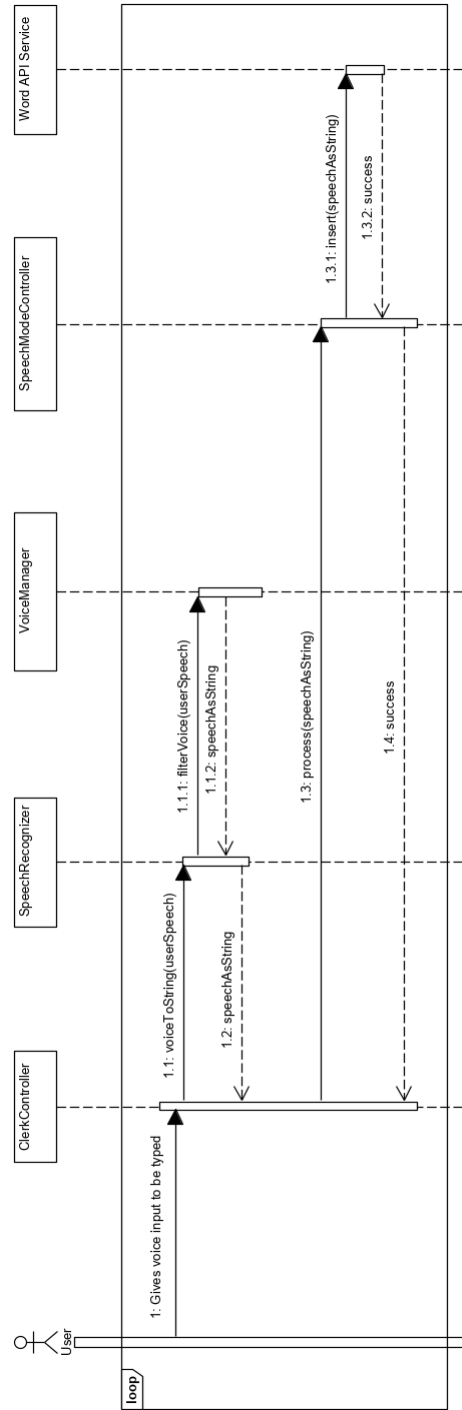 User
ClerkController
SpeechRecognizer
VoiceManager
SpeechModeController
Word API Service
loop
1: Gives voice input to be typed
1.1: voiceToString(userSpeech)
1.1.1: filterVoice(userSpeech)
1.1.2: speechAsString
1.2: speechAsString
1.3: process(speechAsString)
1.3.1: insert(speechAsString)
1.3.2: success
1.4: success